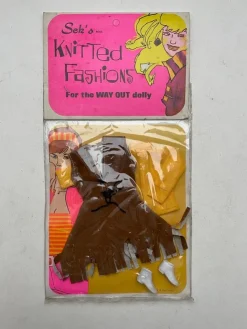 Sek's...
KNITTED
FASHIONS
For the WAY OUT dolly